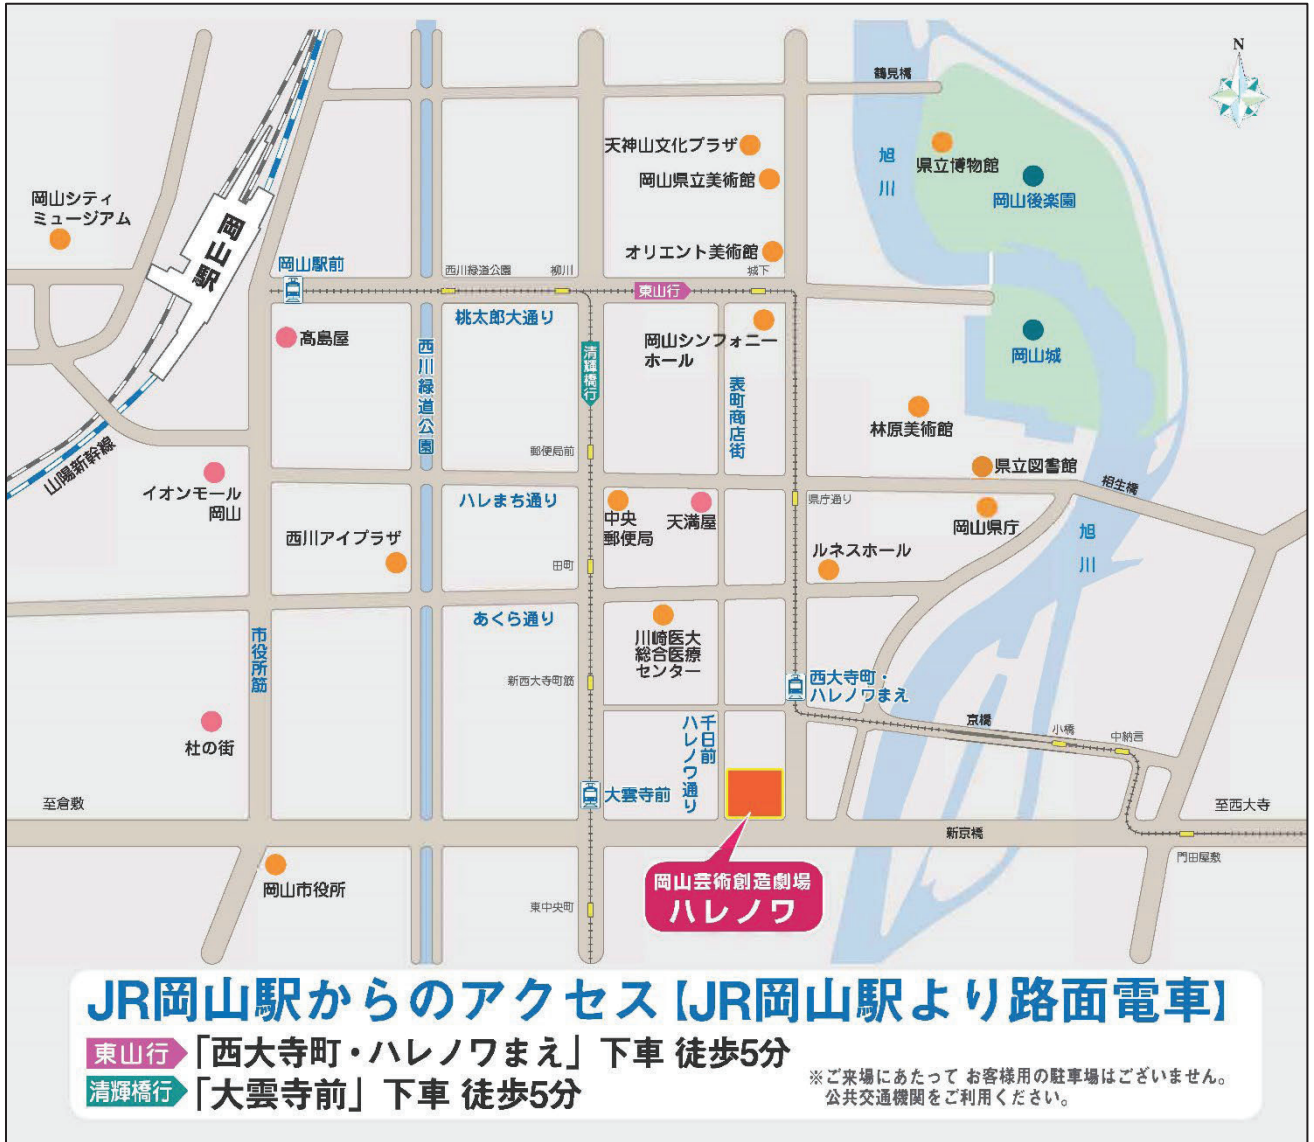 N
鶴見橋
天神山文化プラザ
岡山県立美術館
オリエント美術館
旭川
県立博物館
岡山後楽園
岡山シティ
ミュージアム
岡山駅
岡山駅前
西川緑道公園
柳川
城下
東山行
桃太郎大通り
髙島屋
西川緑道公園
清輝橋行
岡山シンフォニー
ホール
岡山城
表町商店街
林原美術館
山陽新幹線
郵便局前
県立図書館
相生橋
イオンモール
岡山
ハレまち通り
中央
郵便局
天満屋
県庁通り
岡山県庁
旭川
西川アイプラザ
田町
ルネスホール
あくら通り
市役所筋
川崎医大
総合医療
センター
新西大寺町筋
西大寺町・
ハレノワまえ
杜の街
千日前
ハレノワ通り
京橋
小橋
中納言
至倉敷
大雲寺前
至西大寺
新京橋
門田屋敷
岡山市役所
東中央町
岡山芸術創造劇場
ハレノワ
JR岡山駅からのアクセス【JR岡山駅より路面電車】
東山行「西大寺町・ハレノワまえ」下車 徒歩5分
清輝橋行「大雲寺前」下車 徒歩5分
※ご来場にあたって お客様用の駐車場はございません。
公共交通機関をご利用ください。